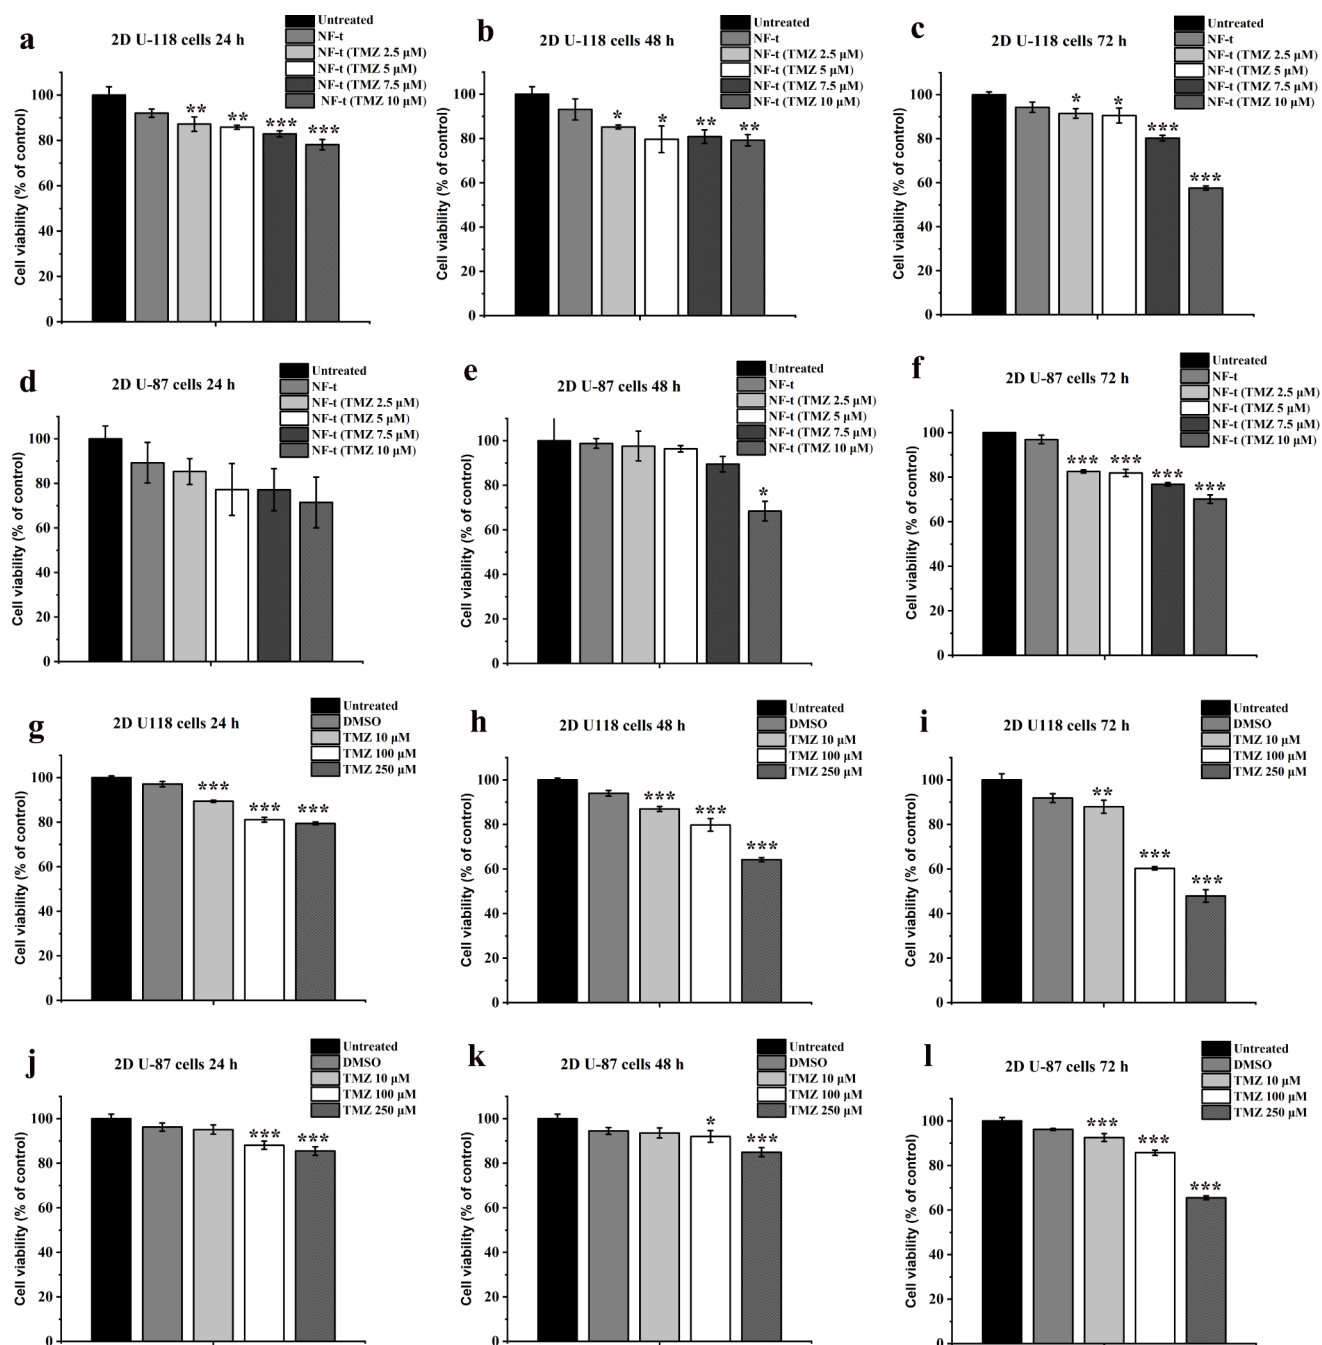 a
2D U-118 cells 24 h
Untreated
NF-t
NF-t (TMZ 2.5 μM)
NF-t (TMZ 5 μM)
NF-t (TMZ 7.5 μM)
NF-t (TMZ 10 μM)
Cell viability (% of control)
100
80
60
40
20
0
** ** *** ***
b
2D U-118 cells 48 h
Untreated
NF-t
NF-t (TMZ 2.5 μM)
NF-t (TMZ 5 μM)
NF-t (TMZ 7.5 μM)
NF-t (TMZ 10 μM)
Cell viability (% of control)
100
80
60
40
20
0
* * ** **
c
2D U-118 cells 72 h
Untreated
NF-t
NF-t (TMZ 2.5 μM)
NF-t (TMZ 5 μM)
NF-t (TMZ 7.5 μM)
NF-t (TMZ 10 μM)
Cell viability (% of control)
100
80
60
40
20
0
* * *** ***
d
2D U-87 cells 24 h
Untreated
NF-t
NF-t (TMZ 2.5 μM)
NF-t (TMZ 5 μM)
NF-t (TMZ 7.5 μM)
NF-t (TMZ 10 μM)
Cell viability (% of control)
100
80
60
40
20
0
e
2D U-87 cells 48 h
Untreated
NF-t
NF-t (TMZ 2.5 μM)
NF-t (TMZ 5 μM)
NF-t (TMZ 7.5 μM)
NF-t (TMZ 10 μM)
Cell viability (% of control)
100
80
60
40
20
0
*
f
2D U-87 cells 72 h
Untreated
NF-t
NF-t (TMZ 2.5 μM)
NF-t (TMZ 5 μM)
NF-t (TMZ 7.5 μM)
NF-t (TMZ 10 μM)
Cell viability (% of control)
100
80
60
40
20
0
*** *** *** ***
g
2D U118 cells 24 h
Untreated
DMSO
TMZ 10 μM
TMZ 100 μM
TMZ 250 μM
Cell viability (% of control)
100
80
60
40
20
0
*** *** ***
h
2D U118 cells 48 h
Untreated
DMSO
TMZ 10 μM
TMZ 100 μM
TMZ 250 μM
Cell viability (% of control)
100
80
60
40
20
0
*** *** ***
i
2D U118 cells 72 h
Untreated
DMSO
TMZ 10 μM
TMZ 100 μM
TMZ 250 μM
Cell viability (% of control)
100
80
60
40
20
0
** *** ***
j
2D U-87 cells 24 h
Untreated
DMSO
TMZ 10 μM
TMZ 100 μM
TMZ 250 μM
Cell viability (% of control)
100
80
60
40
20
0
*** ***
k
2D U-87 cells 48 h
Untreated
DMSO
TMZ 10 μM
TMZ 100 μM
TMZ 250 μM
Cell viability (% of control)
100
80
60
40
20
0
* ***
l
2D U-87 cells 72 h
Untreated
DMSO
TMZ 10 μM
TMZ 100 μM
TMZ 250 μM
Cell viability (% of control)
100
80
60
40
20
0
*** *** ***